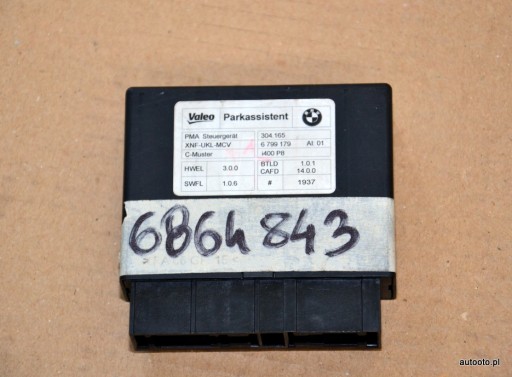 Valeo Parkassistent
PMA Steuergerät 304.165
XNF-UKL-MCV 6 799 179 AI 01
C-Muster i400 PII
HWEL 3.0.0 BTLD 1.0.1
CAFD 14.0.0
SWFL 1.0.6 # 1937
6864843
autooto.pl